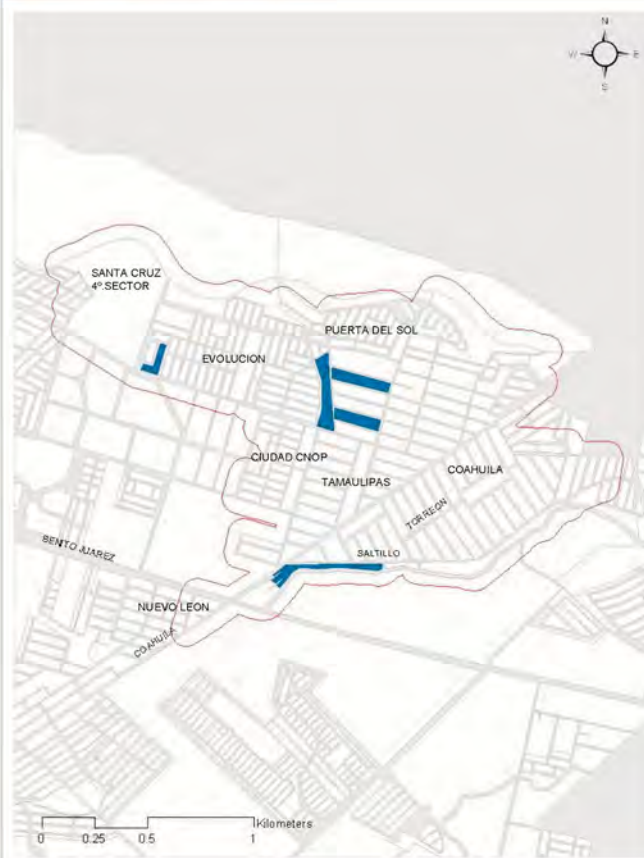 N
W E
S
SANTA CRUZ
4º.SECTOR
PUERTA DEL SOL
EVOLUCION
CIUDAD CNOP
TAMAULIPAS
COAHUILA
TORREON
BENITO JUAREZ
SALTILLO
NUEVO LEON
COAHUILA
Kilometers
0 0.25 0.5 1